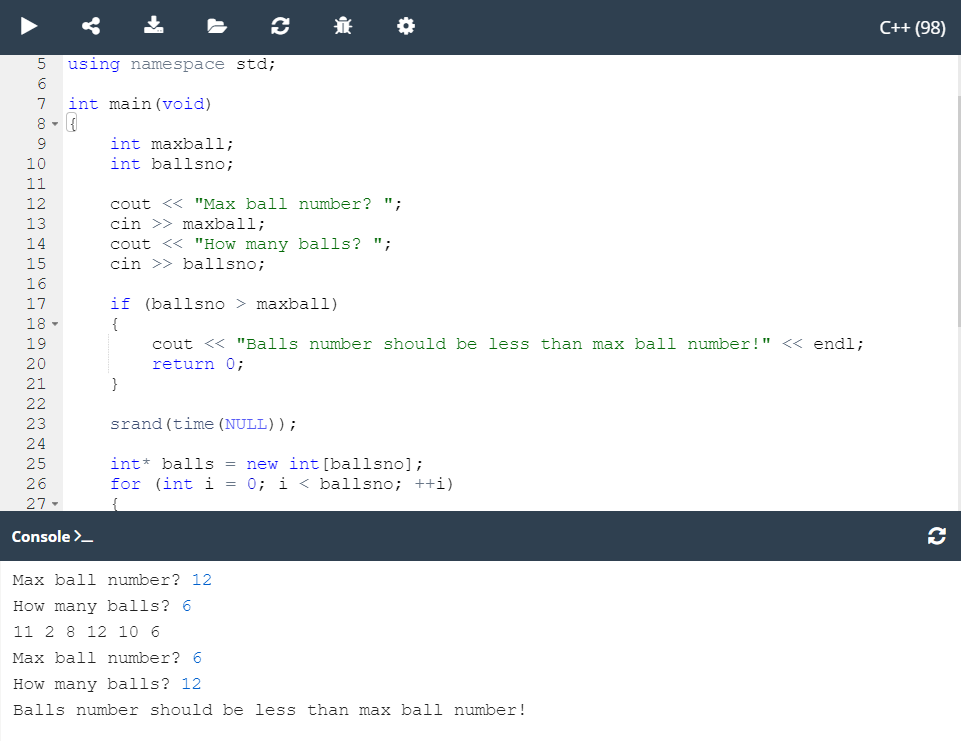 C++ (98)
5 using namespace std;
6
7 int main(void)
8 {
9 int maxball;
10 int ballsno;
11
12 cout << "Max ball number? ";
13 cin >> maxball;
14 cout << "How many balls? ";
15 cin >> ballsno;
16
17 if (ballsno > maxball)
18 {
19 cout << "Balls number should be less than max ball number!" << endl;
20 return 0;
21 }
22
23 srand(time(NULL));
24
25 int* balls = new int[ballsno];
26 for (int i = 0; i < ballsno; ++i)
27 {
Console >_
Max ball number? 12
How many balls? 6
11 2 8 12 10 6
Max ball number? 6
How many balls? 12
Balls number should be less than max ball number!